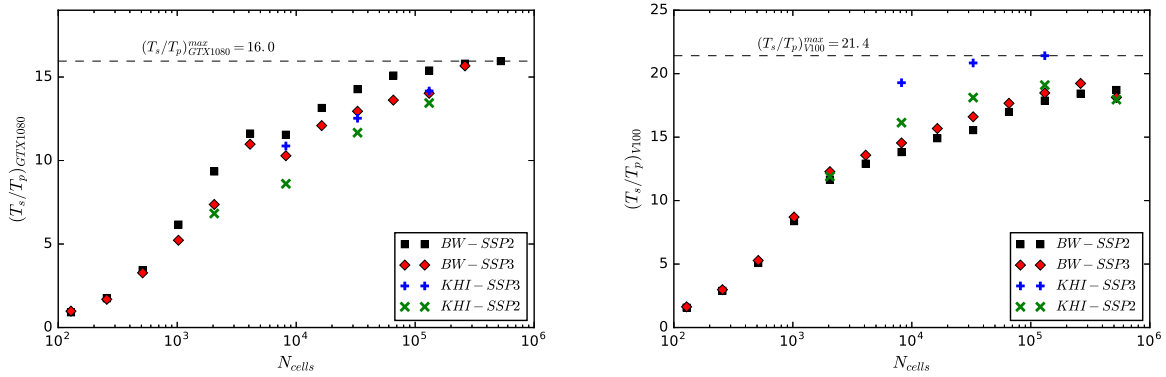 (T_s/T_p)^{max}_{GTX1080} = 16.0
(T_s/T_p)_{GTX1080}
15
10
5
0
BW−SSP2
BW−SSP3
KHI−SSP3
KHI−SSP2
10^2 10^3 10^4 10^5 10^6
N_{cells}
25
(T_s/T_p)^{max}_{V100} = 21.4
(T_s/T_p)_{V100}
20
15
10
5
0
BW−SSP2
BW−SSP3
KHI−SSP3
KHI−SSP2
10^2 10^3 10^4 10^5 10^6
N_{cells}